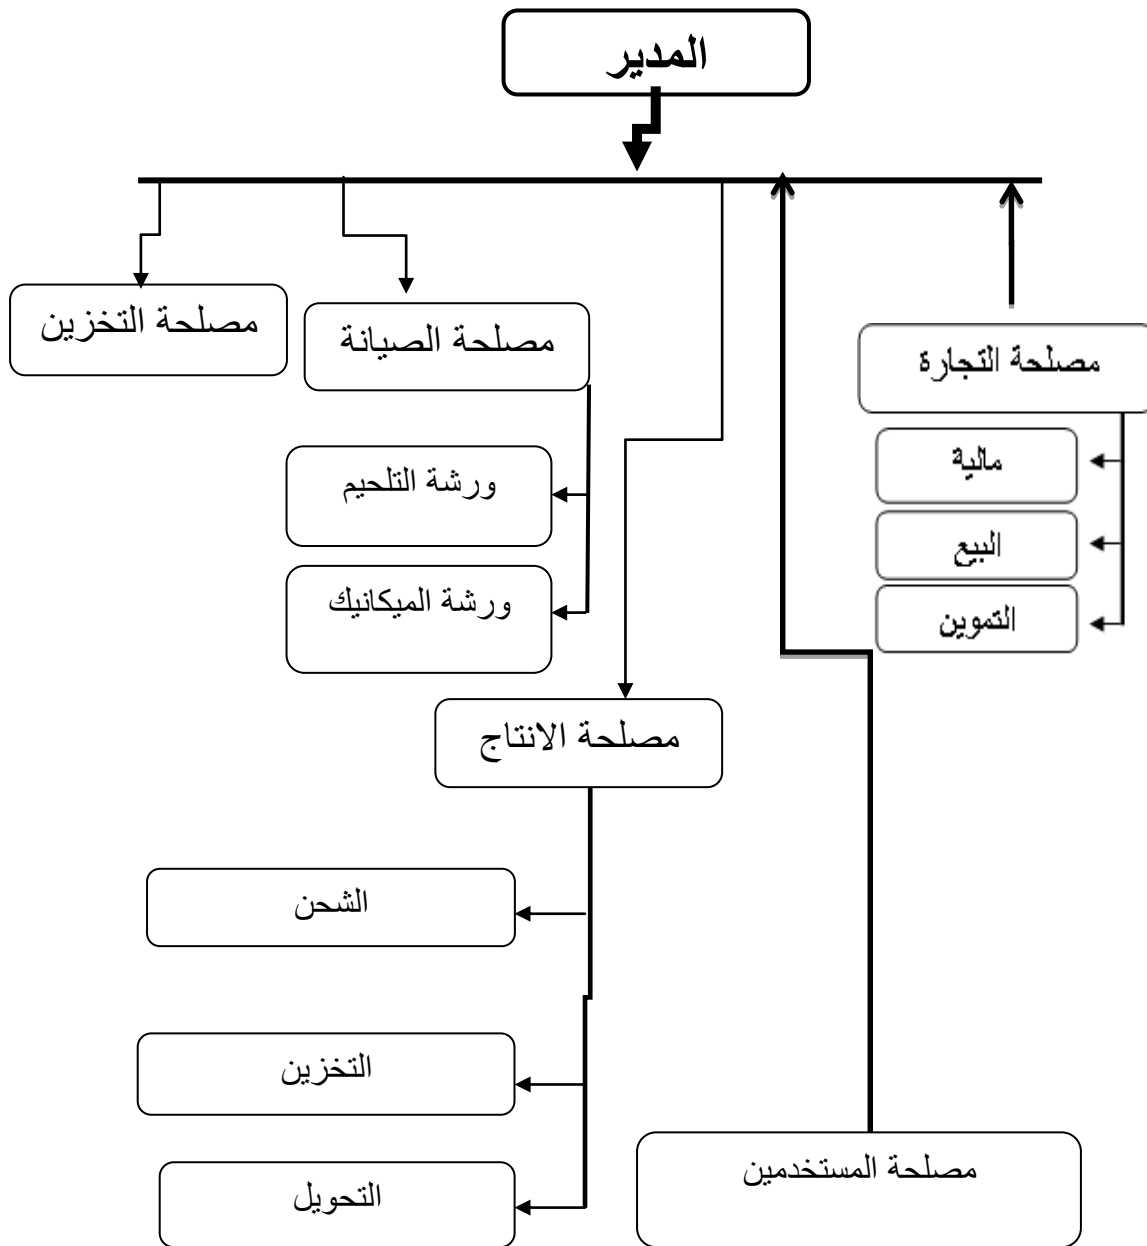 المدير
مصلحة التجارة
مالية
البيع
التموين
مصلحة الصيانة
ورشة التلحيم
ورشة الميكانيك
مصلحة التخزين
مصلحة الانتاج
الشحن
التخزين
التحويل
مصلحة المستخدمين